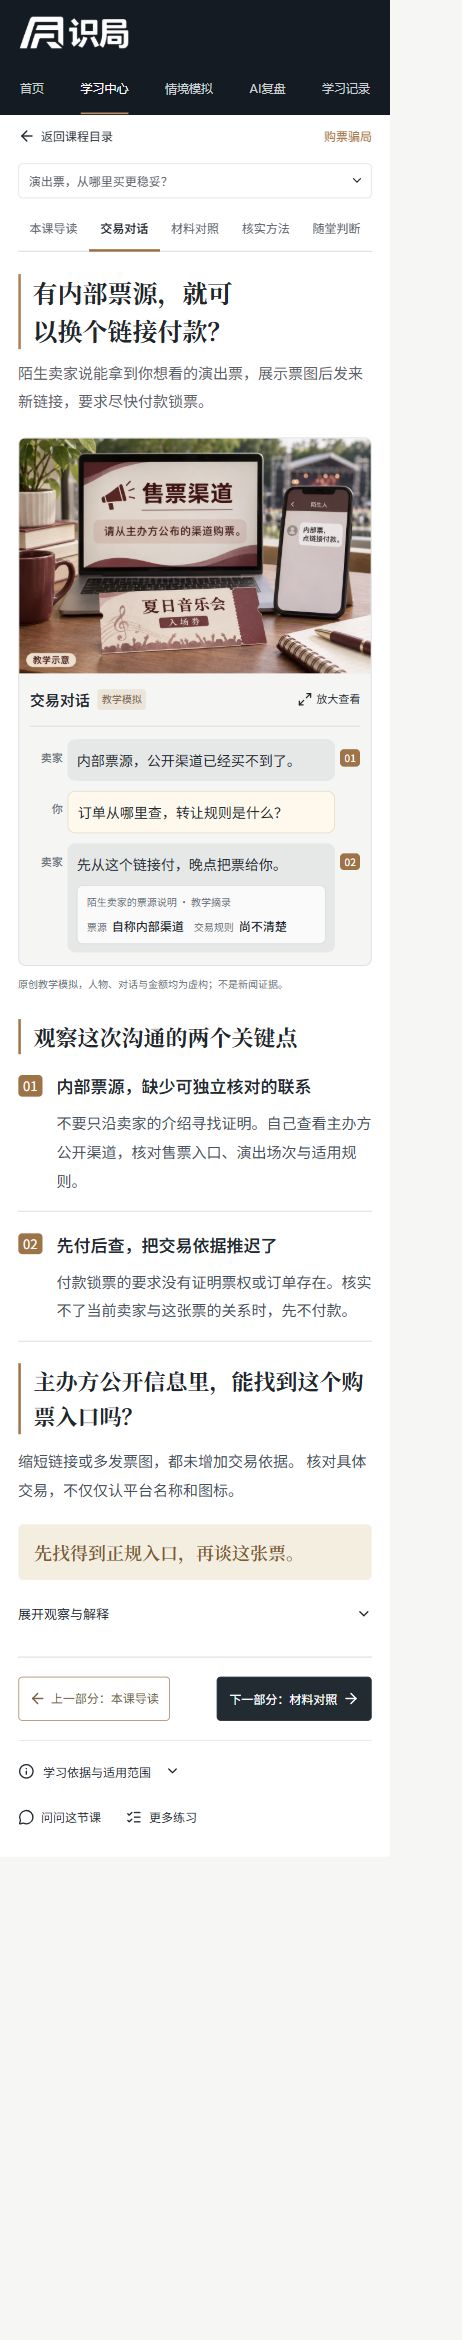 识局
首页 学习中心 情境模拟 AI复盘 学习记录
返回课程目录 购票骗局
演出票，从哪里买更稳妥？
本课导读 交易对话 材料对照 核实方法 随堂判断
有内部票源，就可
以换个链接付款？
陌生卖家说能拿到你想看的演出票，展示票图后发来
新链接，要求尽快付款锁票。
售票渠道
请从主办方公布的渠道购票。
陌生人
内部票，
点链接付款。
夏日音乐会
入场券
教学示意
交易对话 教学模拟 放大查看
卖家 内部票源，公开渠道已经买不到了。 01
你 订单从哪里查，转让规则是什么？
卖家 先从这个链接付，晚点把票给你。 02
陌生卖家的票源说明 · 教学摘录
票源 自称内部渠道 交易规则 尚不清楚
原创教学模拟，人物、对话与金额均为虚构；不是新闻证据。
观察这次沟通的两个关键点
01 内部票源，缺少可独立核对的联系
不要只沿卖家的介绍寻找证明。自己查看主办方
公开渠道，核对售票入口、演出场次与适用规
则。
02 先付后查，把交易依据推迟了
付款锁票的要求没有证明票权或订单存在。核实
不了当前卖家与这张票的关系时，先不付款。
主办方公开信息里，能找到这个购
票入口吗？
缩短链接或多发票图，都未增加交易依据。 核对具体
交易，不仅仅认平台名称和图标。
先找得到正规入口，再谈这张票。
展开观察与解释
上一部分：本课导读 下一部分：材料对照
学习依据与适用范围
问问这节课 更多练习